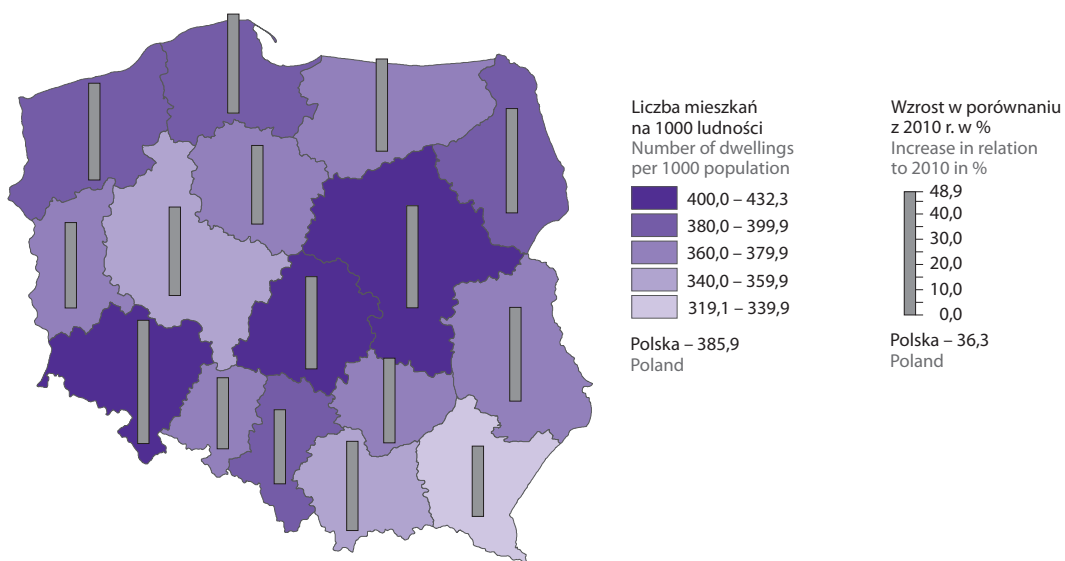 Liczba mieszkań
na 1000 ludności
Number of dwellings
per 1000 population
400,0 – 432,3
380,0 – 399,9
360,0 – 379,9
340,0 – 359,9
319,1 – 339,9
Polska – 385,9
Poland
Wzrost w porównaniu
z 2010 r. w %
Increase in relation
to 2010 in %
48,9
40,0
30,0
20,0
10,0
0,0
Polska – 36,3
Poland